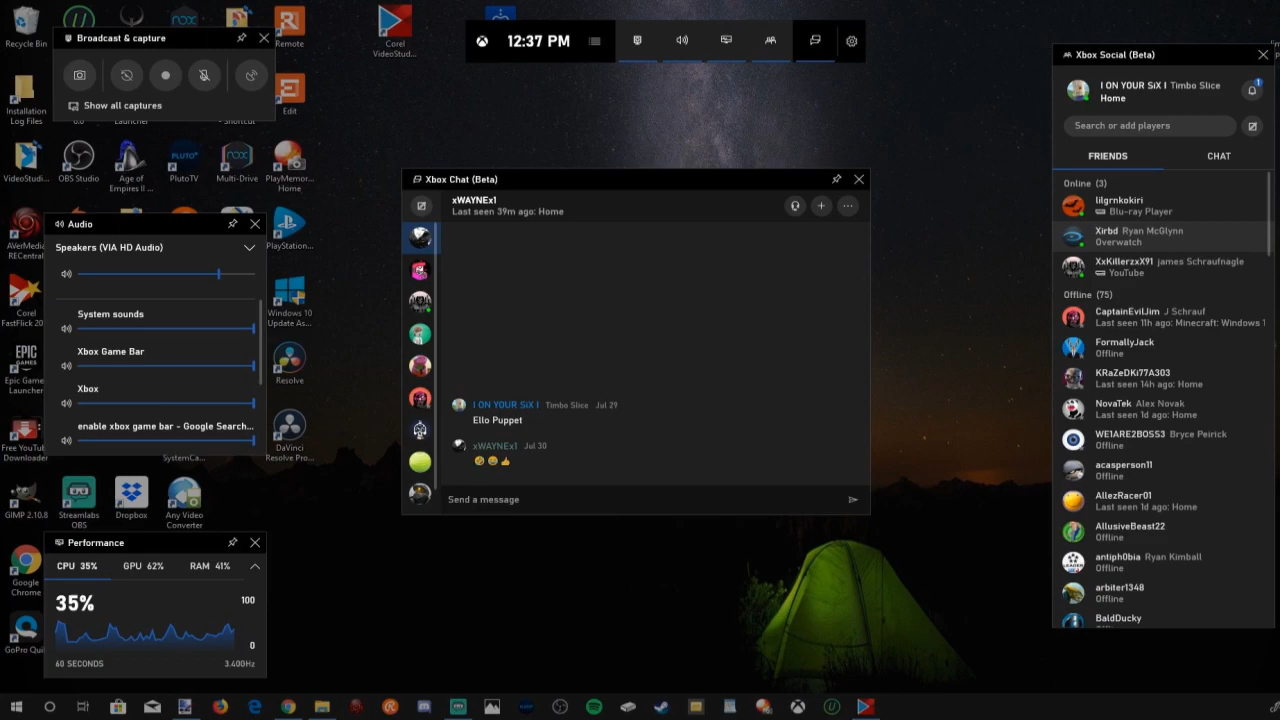 Recycle Bin
Remote
Corel
VideoStud...
Broadcast & capture
Show all captures
12:37 PM
Installation
Log Files
Launcher
- Shortcut
Edit
VideoStudi...
OBS Studio
Age of
Empires II ...
PlutoTV
Multi-Drive
PlayMemor...
Home
Audio
Speakers (VIA HD Audio)
System sounds
Xbox Game Bar
Xbox
enable xbox game bar - Google Search...
AVerMedia
RECentral
PlayStation...
Corel
FastFlick 20
Windows 10
Update As...
Epic Game
Launcher
EPIC
GAMES
Resolve
Free YouTu
Downloader
SystemCa...
DaVinci
Resolve Pro...
GIMP 2.10.8
Streamlabs
OBS
Dropbox
Any Video
Converter
Performance
CPU 35%
GPU 62%
RAM 41%
35%
100
0
60 SECONDS
3.40GHz
Google
Chrome
GoPro Qui
Xbox Chat (Beta)
xWAYNEx1
Last seen 39m ago: Home
I ON YOUR SiX I Timbo Slice Jul 29
Ello Puppet
xWAYNEx1 Jul 30
🤣😂👍
Send a message
Xbox Social (Beta)
I ON YOUR SiX I Timbo Slice
Home
1
Search or add players
FRIENDS
CHAT
Online (3)
lilgrnkokiri
Blu-ray Player
Xirbd Ryan McGlynn
Overwatch
XxKillerzxX91 james Schraufnagle
YouTube
Offline (75)
CaptainEvilJim J Schrauf
Last seen 11h ago: Minecraft: Windows 1
FormallyJack
Offline
KRaZeDKi77A303
Last seen 14h ago: Home
NovaTek Alex Novak
Last seen 1d ago: Home
WE1ARE2BOSS3 Bryce Peirick
Offline
acasperson11
Offline
AllezRacer01
Last seen 1d ago: Home
AllusiveBeast22
Offline
antiph0bia Ryan Kimball
Offline
arbiter1348
Offline
BaldDucky